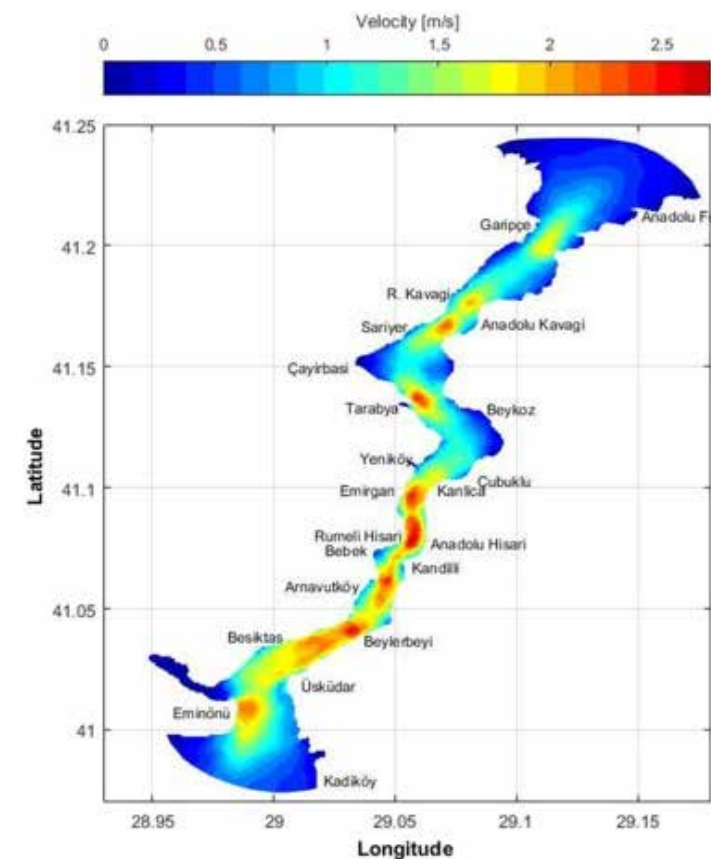 Velocity [m/s]
0 0.5 1 1.5 2 2.5
41.25
Anadolu F
Garipçe
41.2
R. Kavagi
Sariyer
Anadolu Kavagi
41.15
Çayirbasi
Tarabya
Beykoz
Yeniköy
Çubuklu
41.1
Emirgan
Kanlica
Rumeli Hisari
Anadolu Hisari
Bebek
Kandilli
Arnavutköy
41.05
Besiktas
Beylerbeyi
Üsküdar
Eminönü
41
Kadiköy
28.95 29 29.05 29.1 29.15
Longitude
Latitude